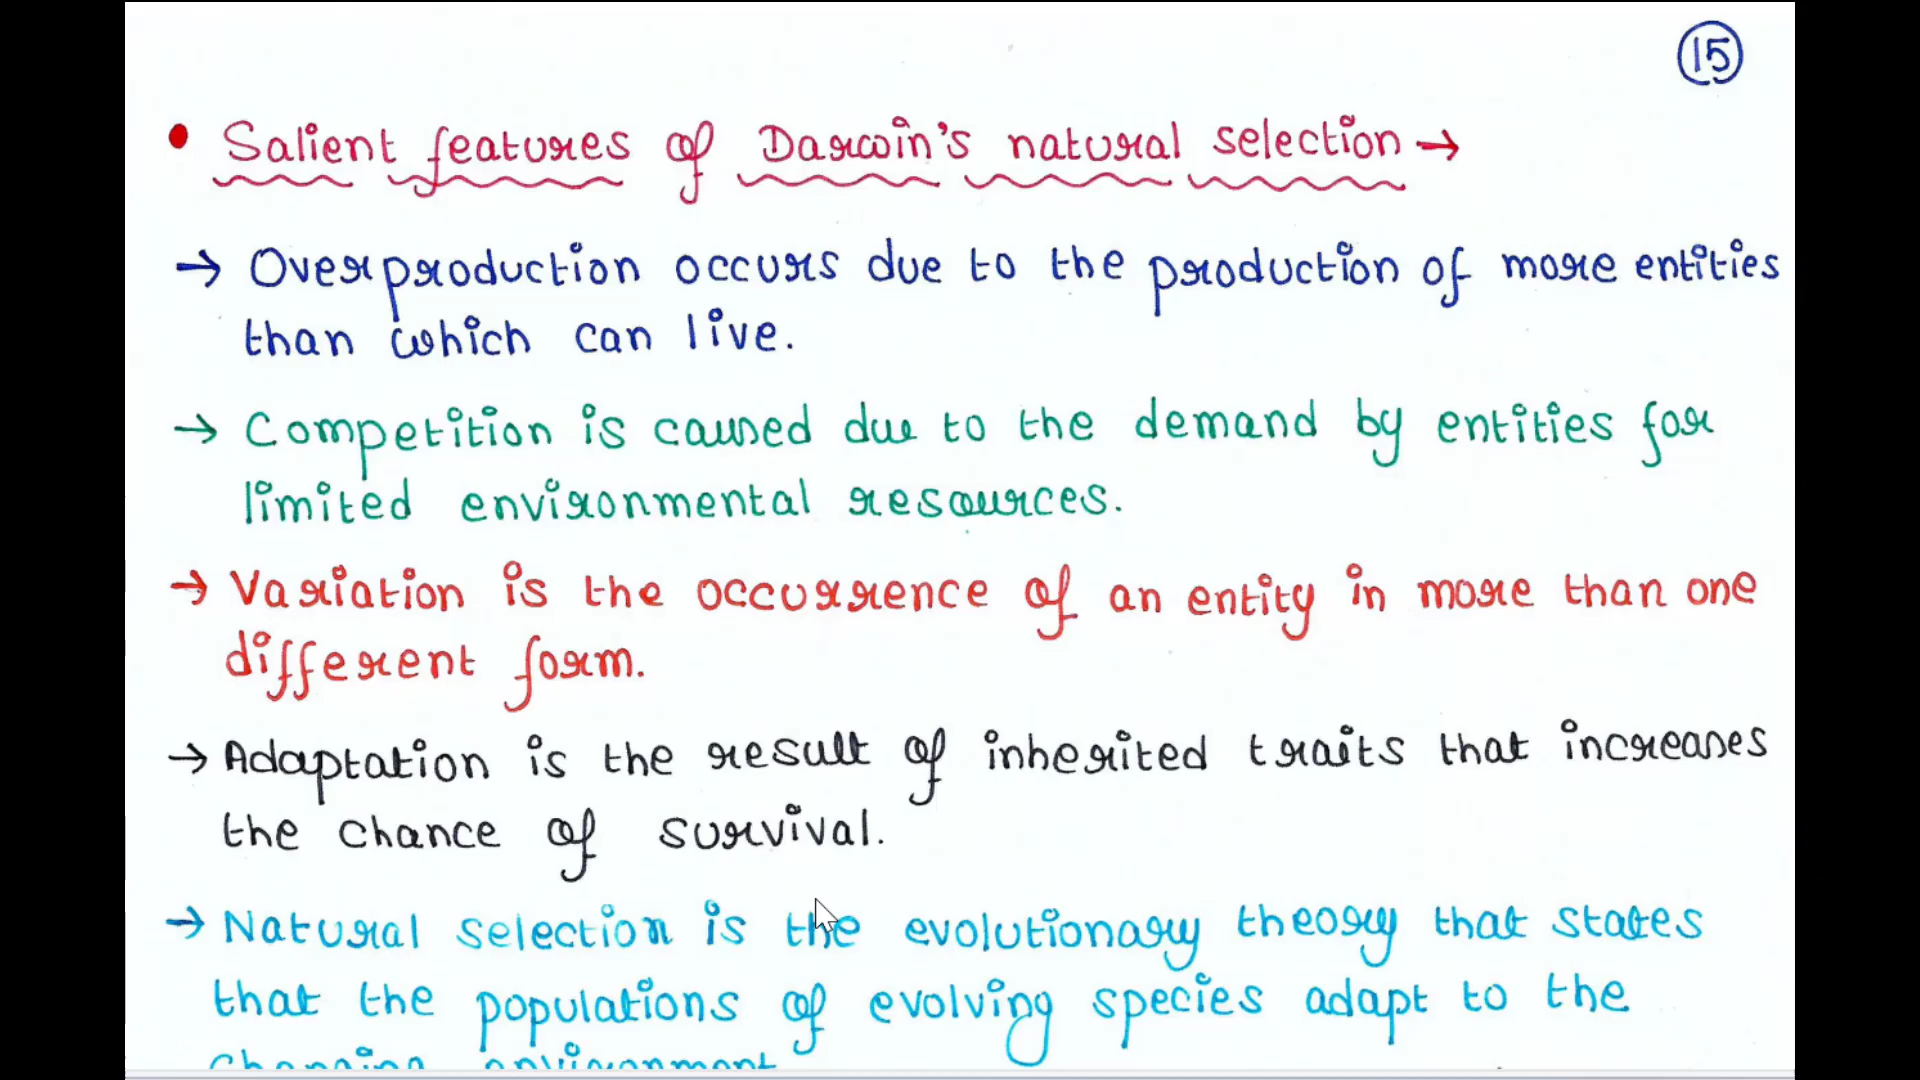 15
• Salient features of Darwin's natural selection →
→ Overproduction occurs due to the production of more entities
than which can live.
→ Competition is caused due to the demand by entities for
limited environmental resources.
→ Variation is the occurrence of an entity in more than one
different form.
→ Adaptation is the result of inherited traits that increases
the chance of survival.
→ Natural selection is the evolutionary theory that states
that the populations of evolving species adapt to the
changing environment